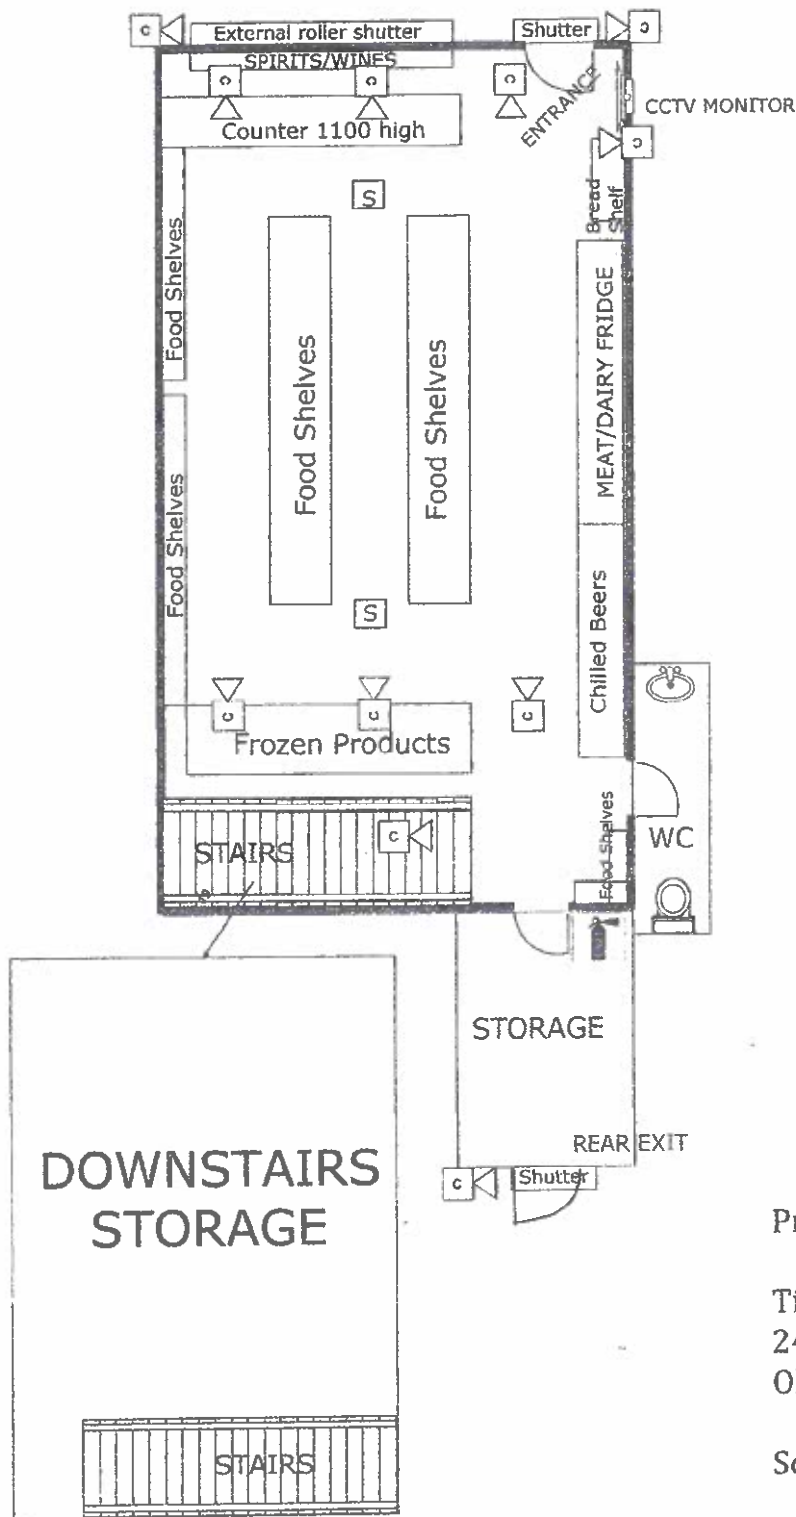 c
External roller shutter
Shutter
c
SPIRITS/WINES
c
c
c
ENTRANCE
CCTV MONITOR
Counter 1100 high
c
S
Bread
Shelf
Food Shelves
Food Shelves
Food Shelves
MEAT/DAIRY FRIDGE
Food Shelves
Chilled Beers
S
c
c
c
Frozen Products
STAIRS
c
Food Shelves
WC
STORAGE
REAR EXIT
c
Shutter
DOWNSTAIRS
STORAGE
STAIRS
O